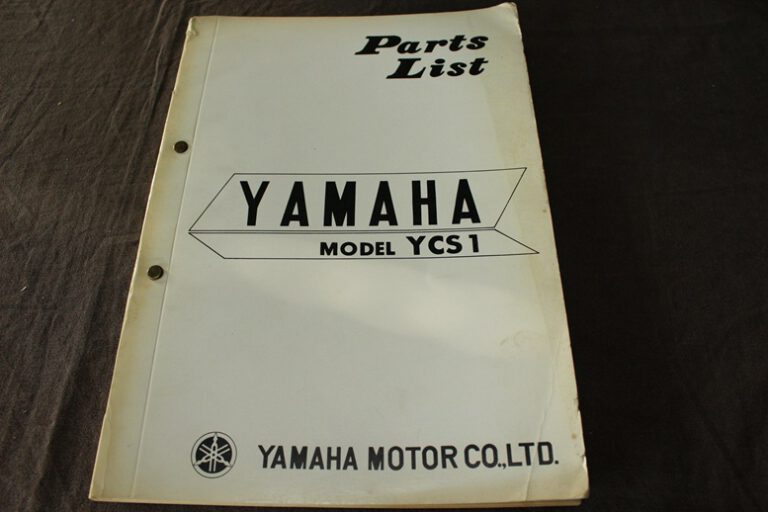 Parts
List
YAMAHA
MODEL YCS1
YAMAHA MOTOR CO.,LTD.